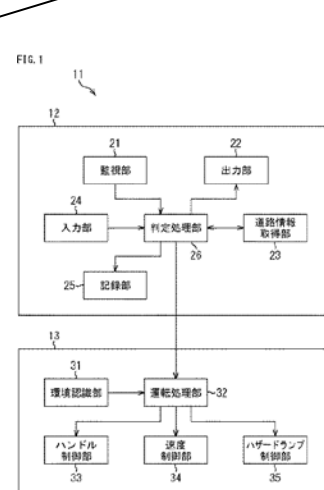 FIG. 1
11
12
21
22
監視部
出力部
24
入力部
判定処理部
道路情報
取得部
26
23
25
記録部
13
31
環境認識部
運転処理部
32
ハンドル
制御部
速度
制御部
ハザードランプ
制御部
33
34
35